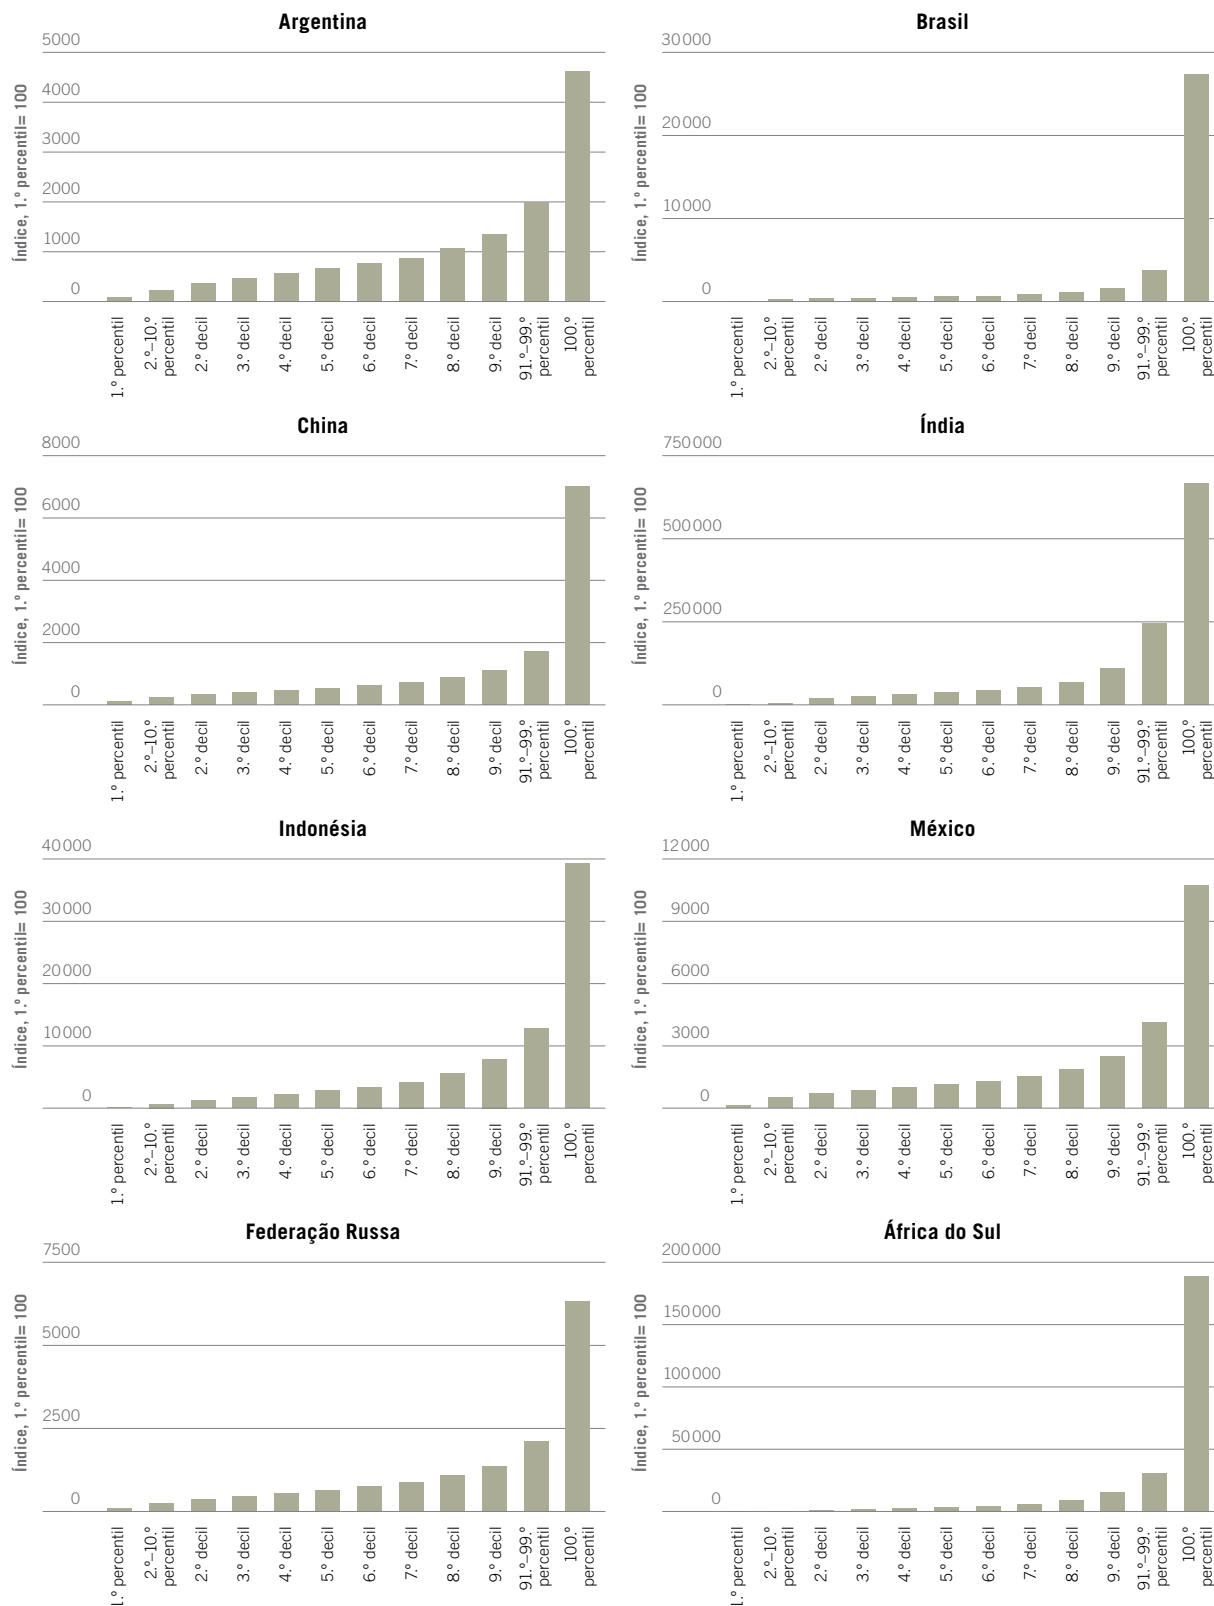 Argentina
Índice, 1.º percentil= 100
5000
4000
3000
2000
1000
0
1.º percentil
2.º–10.º
percentil
2.º decil
3.º decil
4.º decil
5.º decil
6.º decil
7.º decil
8.º decil
9.º decil
91.º–99.º
percentil
100.º
percentil
Brasil
Índice, 1.º percentil= 100
30 000
20 000
10 000
0
1.º percentil
2.º–10.º
percentil
2.º decil
3.º decil
4.º decil
5.º decil
6.º decil
7.º decil
8.º decil
9.º decil
91.º–99.º
percentil
100.º
percentil
China
Índice, 1.º percentil= 100
8000
6000
4000
2000
0
1.º percentil
2.º–10.º
percentil
2.º decil
3.º decil
4.º decil
5.º decil
6.º decil
7.º decil
8.º decil
9.º decil
91.º–99.º
percentil
100.º
percentil
Índia
Índice, 1.º percentil= 100
750 000
500 000
250 000
0
1.º percentil
2.º–10.º
percentil
2.º decil
3.º decil
4.º decil
5.º decil
6.º decil
7.º decil
8.º decil
9.º decil
91.º–99.º
percentil
100.º
percentil
Indonésia
Índice, 1.º percentil= 100
40 000
30 000
20 000
10 000
0
1.º percentil
2.º–10.º
percentil
2.º decil
3.º decil
4.º decil
5.º decil
6.º decil
7.º decil
8.º decil
9.º decil
91.º–99.º
percentil
100.º
percentil
México
Índice, 1.º percentil= 100
12 000
9000
6000
3000
0
1.º percentil
2.º–10.º
percentil
2.º decil
3.º decil
4.º decil
5.º decil
6.º decil
7.º decil
8.º decil
9.º decil
91.º–99.º
percentil
100.º
percentil
Federação Russa
Índice, 1.º percentil= 100
7500
5000
2500
0
1.º percentil
2.º–10.º
percentil
2.º decil
3.º decil
4.º decil
5.º decil
6.º decil
7.º decil
8.º decil
9.º decil
91.º–99.º
percentil
100.º
percentil
África do Sul
Índice, 1.º percentil= 100
200 000
150 000
100 000
50 000
0
1.º percentil
2.º–10.º
percentil
2.º decil
3.º decil
4.º decil
5.º decil
6.º decil
7.º decil
8.º decil
9.º decil
91.º–99.º
percentil
100.º
percentil